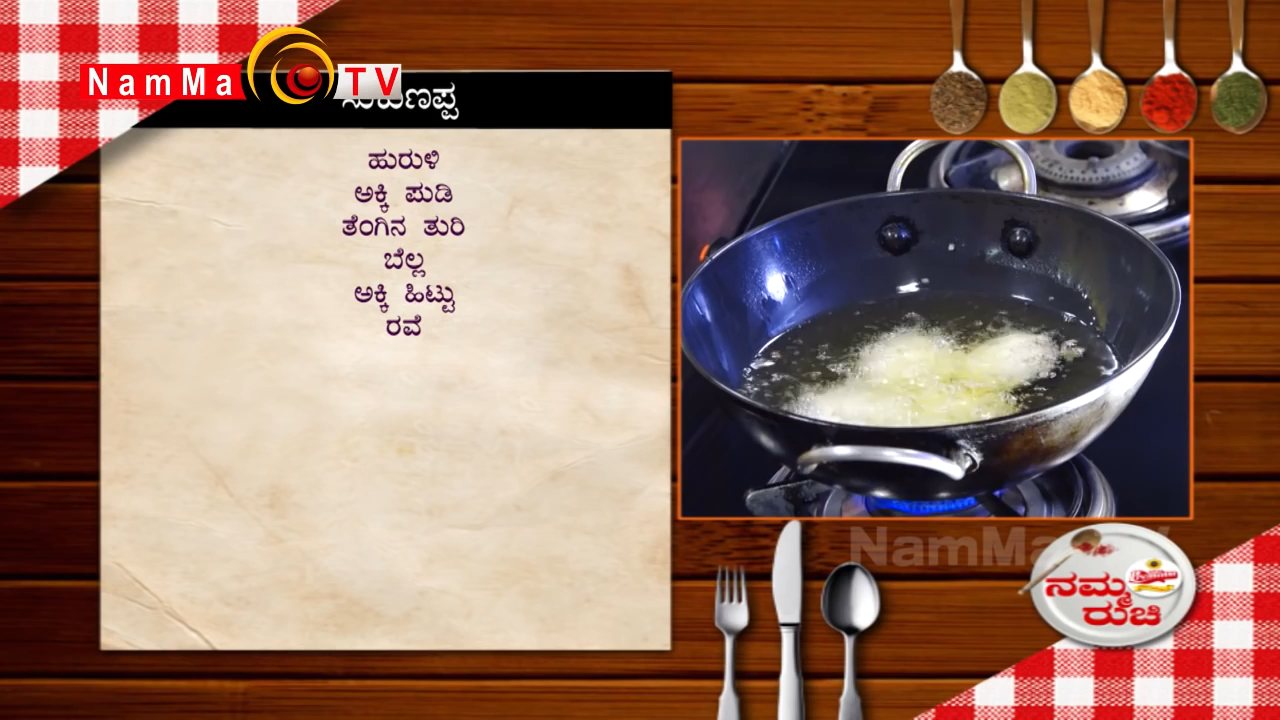 NamMa TV
ಹುರುಳಿ
ಅಕ್ಕಿ ಪುಡಿ
ತೆಂಗಿನ ತುರಿ
ಬೆಲ್ಲ
ಅಕ್ಕಿ ಹಿಟ್ಟು
ರವೆ
ನಮ್ಮ
ರುಚಿ